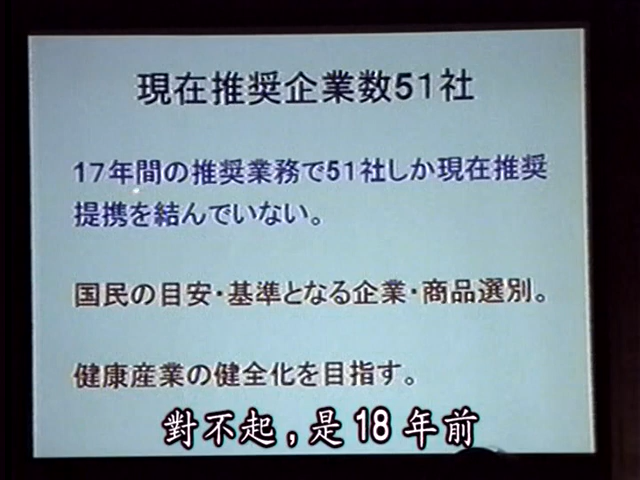 現在推奨企業数51社
17年間の推奨業務で51社しか現在推奨
提携を結んでいない。
国民の目安・基準となる企業・商品選別。
健康産業の健全化を目指す。
對不起,是18年前